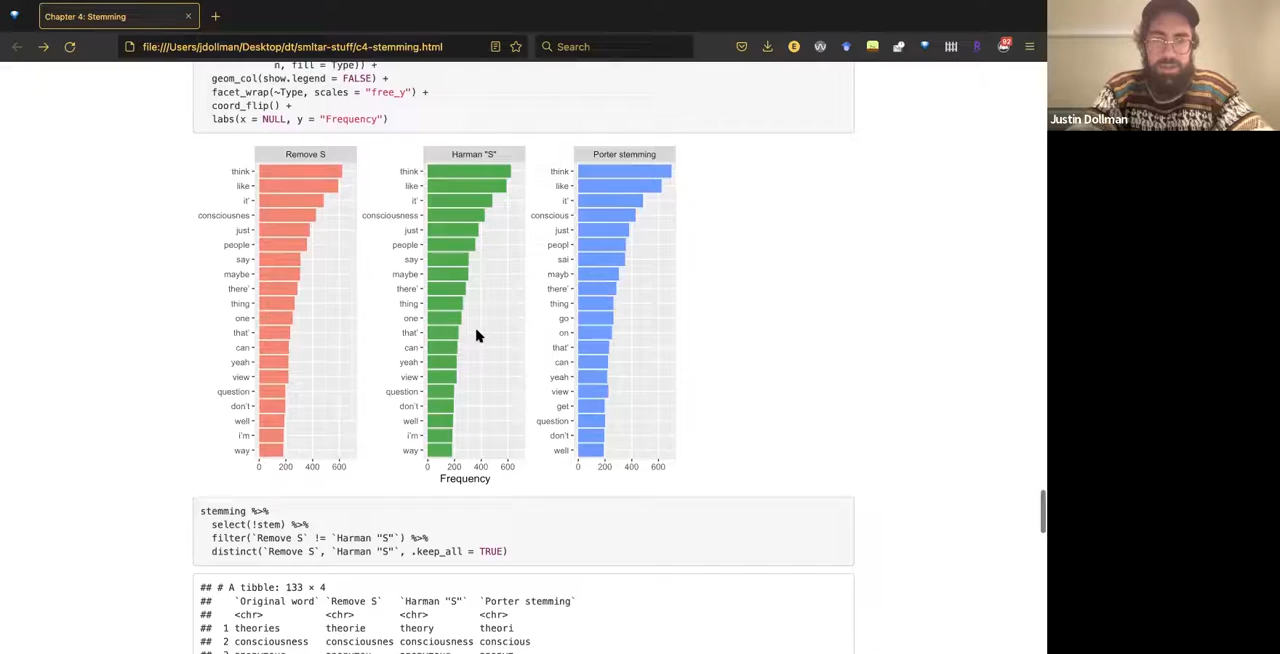 Chapter 4: Stemming
file:///Users/jdollman/Desktop/dt/smltar-stuff/c4-stemming.html
Search
92
Justin Dollman
n, fill = Type)) +
geom_col(show.legend = FALSE) +
facet_wrap(~Type, scales = "free_y") +
coord_flip() +
labs(x = NULL, y = "Frequency")
Remove S
think
like
it'
consciousnes
just
people
say
maybe
there'
thing
one
that'
can
yeah
view
question
don't
well
i'm
way
0 200 400 600
Harman "S"
think
like
it'
consciousness
just
people
say
maybe
there'
thing
one
that'
can
yeah
view
question
don't
well
i'm
way
0 200 400 600
Porter stemming
think
like
it'
conscious
just
peopl
sai
mayb
there'
thing
go
on
that'
can
yeah
view
get
question
don't
well
0 200 400 600
Frequency
stemming %>%
select(!stem) %>%
filter(`Remove S` != `Harman "S"`) %>%
distinct(`Remove S`, `Harman "S"`, .keep_all = TRUE)
## # A tibble: 133 × 4
## `Original word` `Remove S` `Harman "S"` `Porter stemming`
## <chr> <chr> <chr> <chr>
## 1 theories theorie theory theori
## 2 consciousness consciousnes consciousness conscious